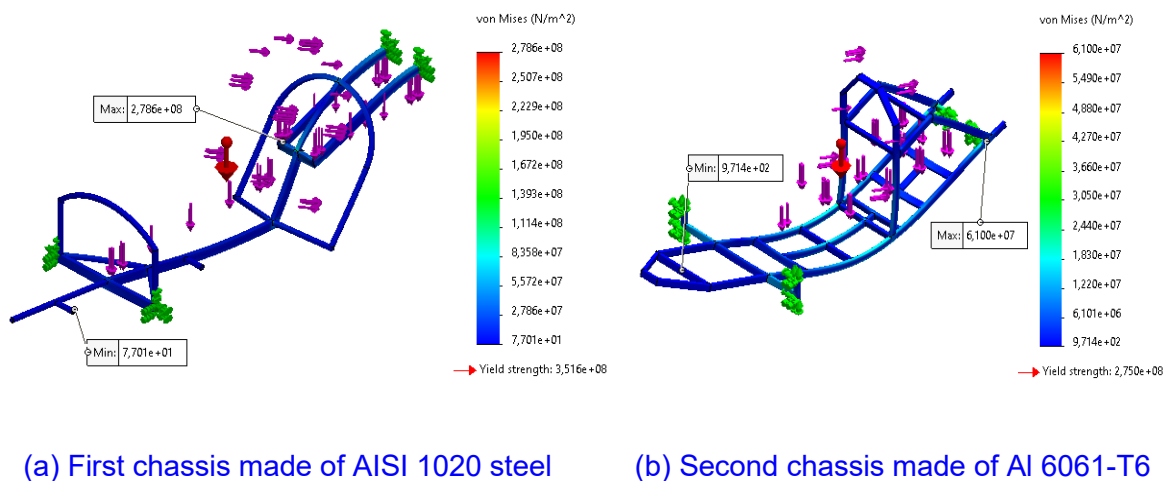 von Mises (N/m^2)
2,786e+08
2,507e+08
2,229e+08
1,950e+08
1,672e+08
1,393e+08
1,114e+08
8,357e+07
5,572e+07
2,786e+07
7,701e+01
Yield strength: 3,516e+08
Max: 2,786e+08
Min: 7,701e+01
von Mises (N/m^2)
6,100e+07
5,490e+07
4,880e+07
4,270e+07
3,660e+07
3,050e+07
2,440e+07
1,830e+07
1,220e+07
6,101e+06
9,714e+02
Yield strength: 2,750e+08
Min: 9,714e+02
Max: 6,100e+07
(a) First chassis made of AISI 1020 steel
(b) Second chassis made of Al 6061-T6